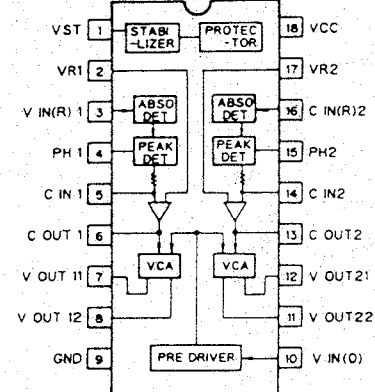 VST 1 STABI -LIZER PROTEC -TOR 18 VCC
VR1 2 17 VR2
V IN(R) 1 3 ABSO DET ABSO DET 16 C IN(R)2
PH 1 4 PEAK DET PEAK DET 15 PH2
C IN 1 5 14 C IN2
C OUT 1 6 13 C OUT2
V OUT 11 7 VCA VCA 12 V OUT21
V OUT 12 8 11 V OUT22
GND 9 PRE DRIVER 10 V IN(O)